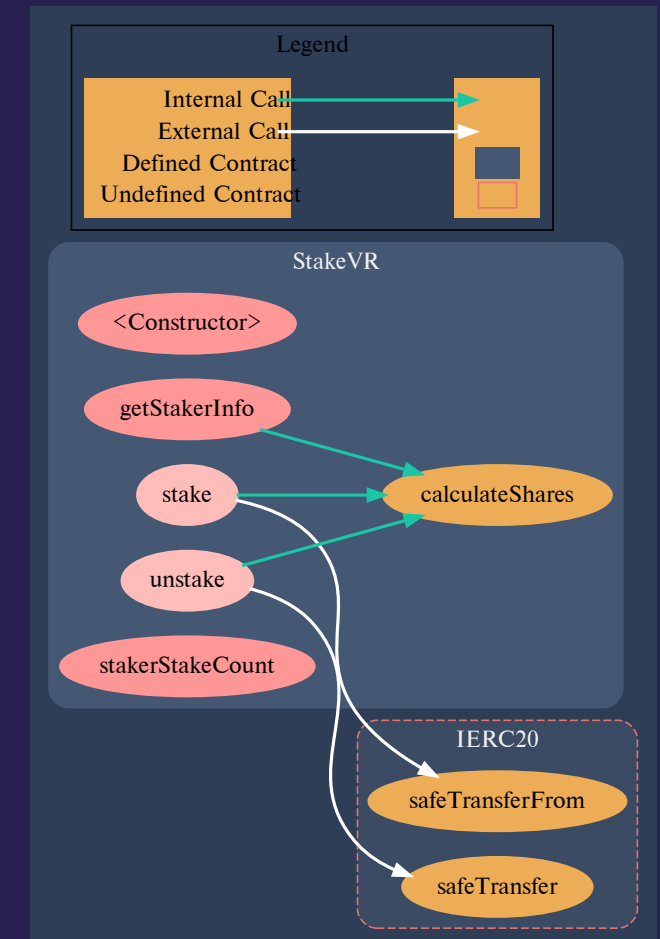 Legend
Internal Call
External Call
Defined Contract
Undefined Contract
StakeVR
<Constructor>
getStakerInfo
stake
calculateShares
unstake
stakerStakeCount
IERC20
safeTransferFrom
safeTransfer